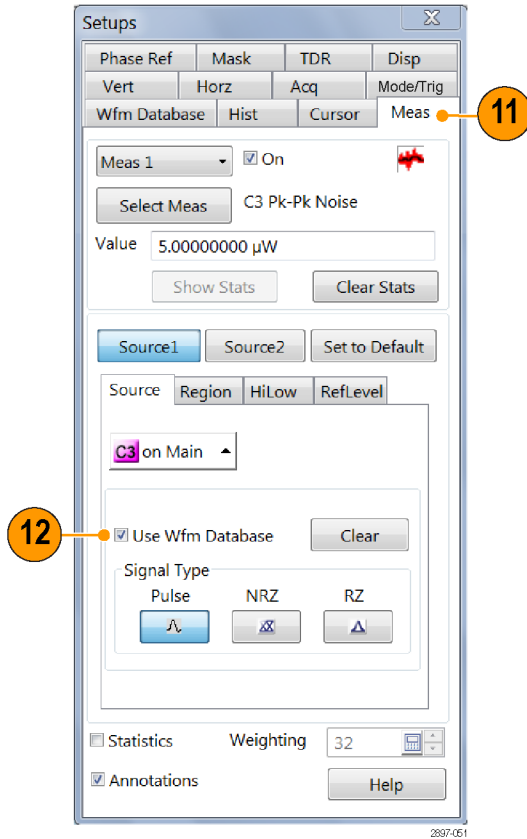 Setups
Phase Ref Mask TDR Disp
Vert Horz Acq Mode/Trig
Wfm Database Hist Cursor Meas
11
Meas 1 On
Select Meas C3 Pk-Pk Noise
Value 5.00000000 µW
Show Stats Clear Stats
Source1 Source2 Set to Default
Source Region HiLow RefLevel
C3 on Main
12
Use Wfm Database Clear
Signal Type
Pulse NRZ RZ
Statistics Weighting 32
Annotations Help
2897-051